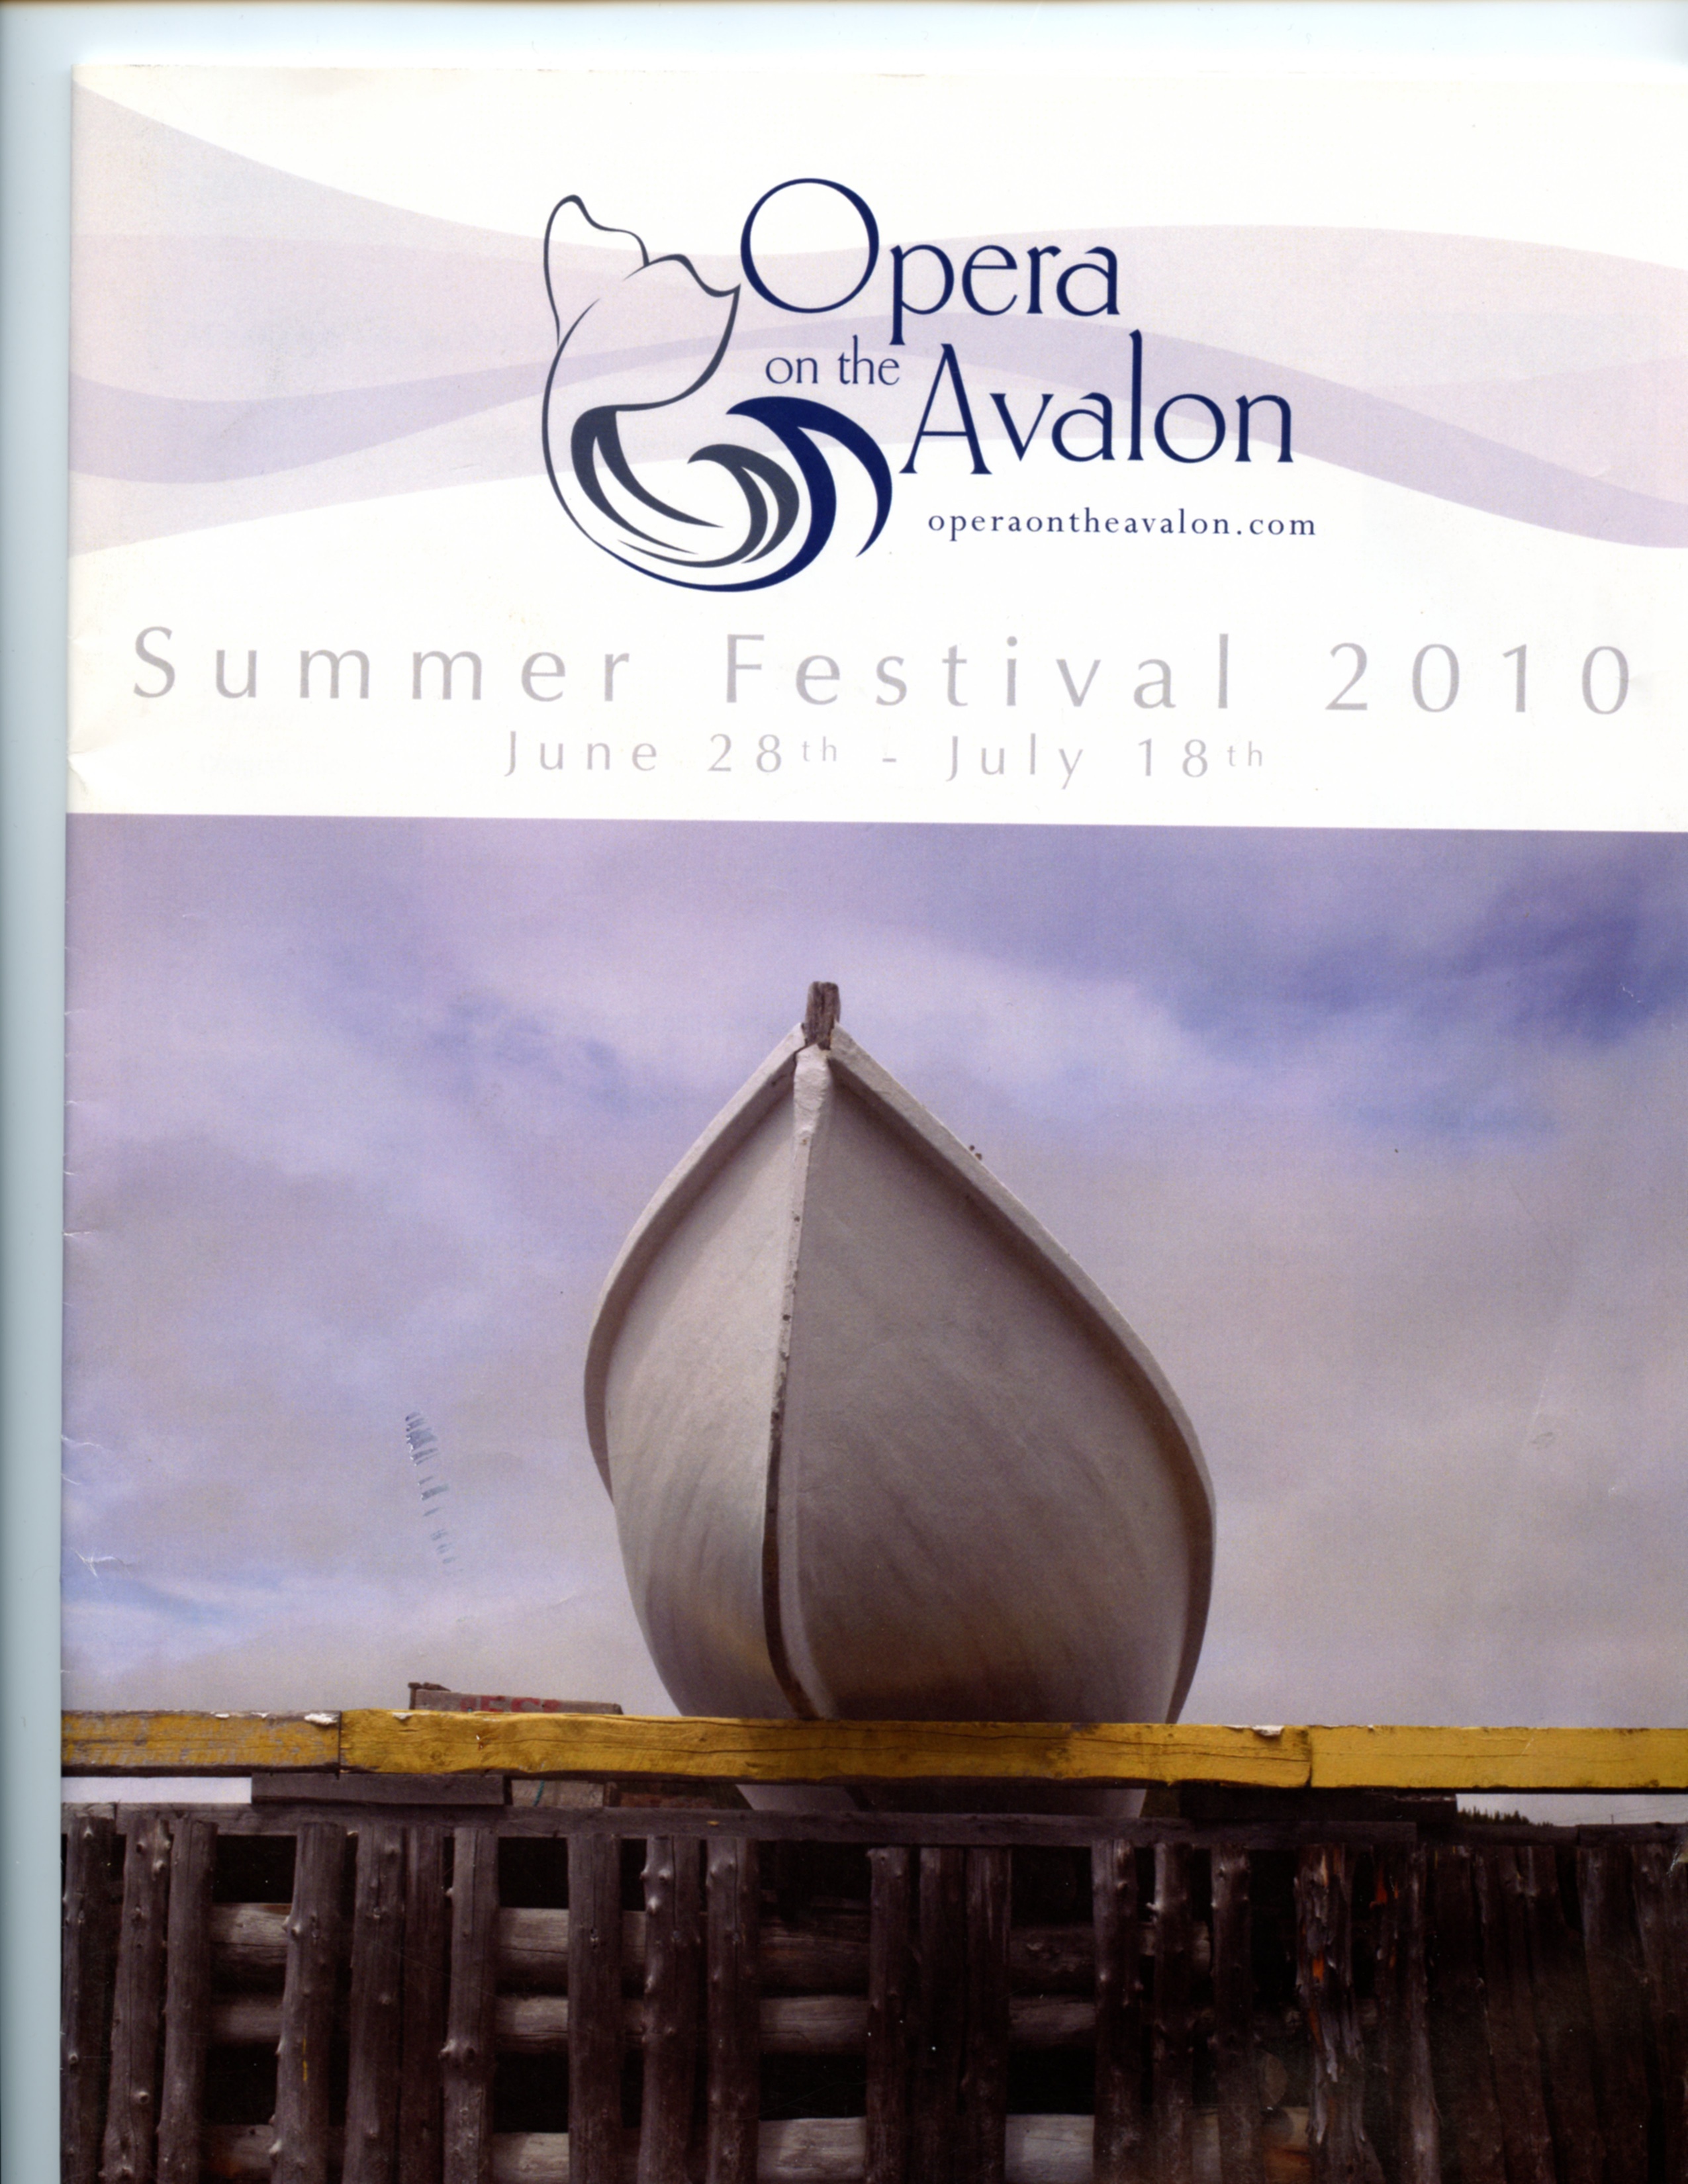 Opera
on the
Avalon
operaontheavalon.com
Summer Festival 2010
June 28th - July 18th